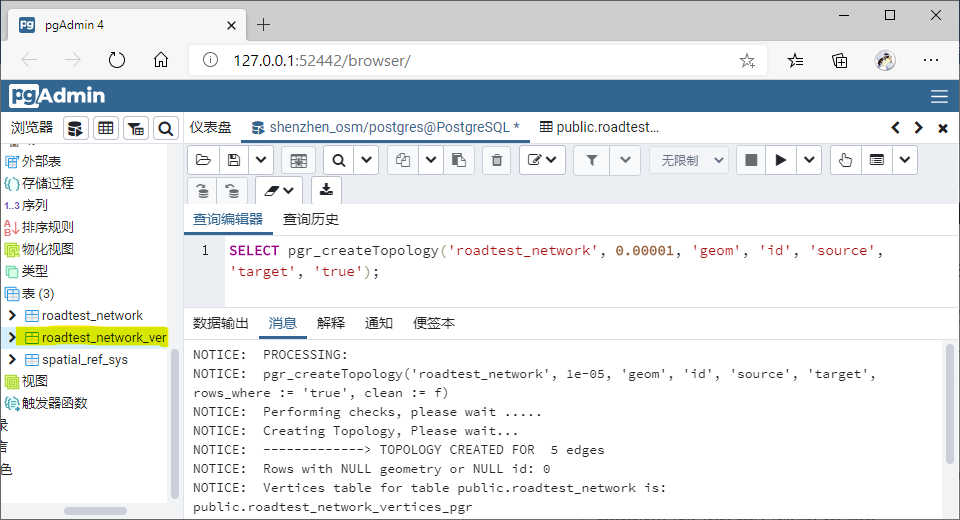 pgAdmin 4
127.0.0.1:52442/browser/
pgAdmin
浏览器
仪表盘
shenzhen_osm/postgres@PostgreSQL *
public.roadtest...
外部表
存储过程
1..3 序列
排序规则
物化视图
类型
表 (3)
roadtest_network
roadtest_network_ver
spatial_ref_sys
视图
触发器函数
录
言
色
无限制
查询编辑器
查询历史
1 SELECT pgr_createTopology('roadtest_network', 0.00001, 'geom', 'id', 'source',
'target', 'true');
数据输出
消息
解释
通知
便签本
NOTICE:  PROCESSING:
NOTICE:  pgr_createTopology('roadtest_network', 1e-05, 'geom', 'id', 'source', 'target',
rows_where := 'true', clean := f)
NOTICE:  Performing checks, please wait .....
NOTICE:  Creating Topology, Please wait...
NOTICE:  -------------> TOPOLOGY CREATED FOR  5 edges
NOTICE:  Rows with NULL geometry or NULL id: 0
NOTICE:  Vertices table for table public.roadtest_network is:
public.roadtest_network_vertices_pgr